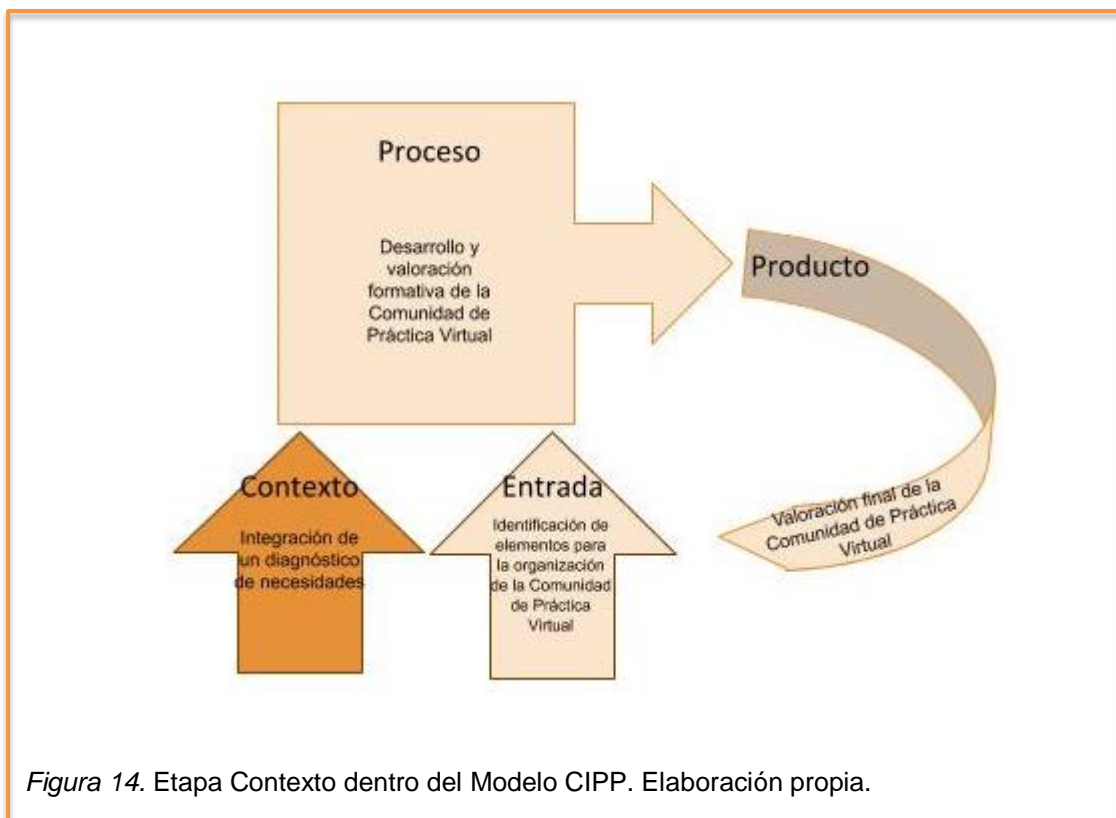 Proceso
Desarrollo y
valoración
formativa de la
Comunidad de
Práctica Virtual
Producto
Contexto
Integración de
un diagnóstico
de necesidades
Entrada
Identificación de
elementos para
la organización
de la Comunidad
de Práctica
Virtual
Valoración final de la
Comunidad de Práctica
Virtual
Figura 14. Etapa Contexto dentro del Modelo CIPP. Elaboración propia.